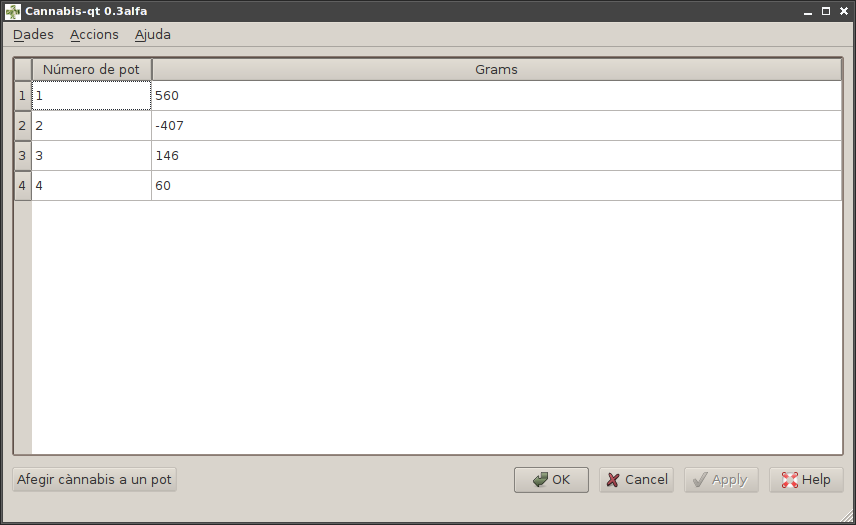 Cannabis-qt 0.3alfa
Dades Accions Ajuda
Número de pot Grams
1 1 560
2 2 -407
3 3 146
4 4 60
Afegir cànnabis a un pot OK Cancel Apply Help